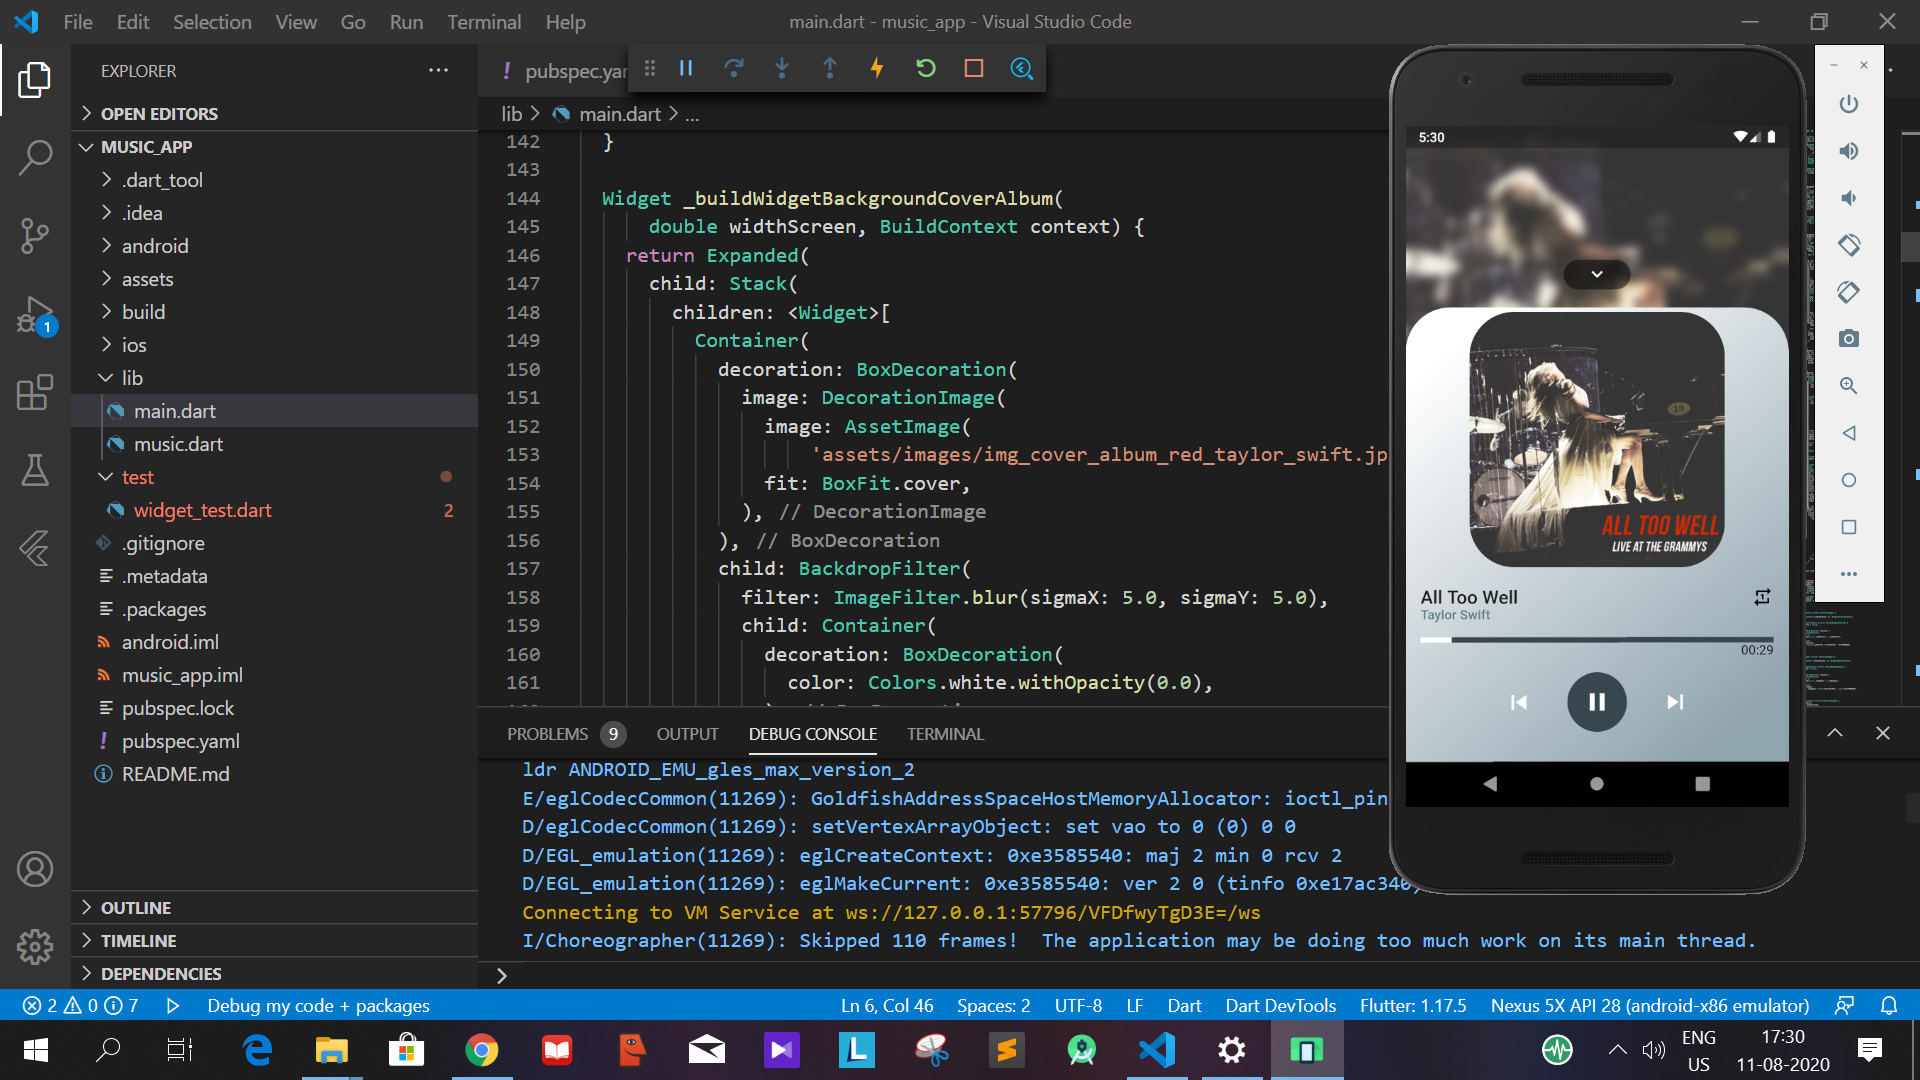 File Edit Selection View Go Run Terminal Help
main.dart - music_app - Visual Studio Code
EXPLORER
OPEN EDITORS
MUSIC_APP
.dart_tool
.idea
android
assets
build
ios
lib
main.dart
music.dart
test
widget_test.dart 2
.gitignore
.metadata
.packages
android.iml
music_app.iml
pubspec.lock
! pubspec.yaml
README.md
OUTLINE
TIMELINE
DEPENDENCIES
1
! pubspec.yam
lib > main.dart > ...
142 }
143
144 Widget _buildWidgetBackgroundCoverAlbum(
145 double widthScreen, BuildContext context) {
146 return Expanded(
147 child: Stack(
148 children: <Widget>[
149 Container(
150 decoration: BoxDecoration(
151 image: DecorationImage(
152 image: AssetImage(
153 'assets/images/img_cover_album_red_taylor_swift.jp
154 fit: BoxFit.cover,
155 ), // DecorationImage
156 ), // BoxDecoration
157 child: BackdropFilter(
158 filter: ImageFilter.blur(sigmaX: 5.0, sigmaY: 5.0),
159 child: Container(
160 decoration: BoxDecoration(
161 color: Colors.white.withOpacity(0.0),
PROBLEMS 9 OUTPUT DEBUG CONSOLE TERMINAL
ldr ANDROID_EMU_gles_max_version_2
E/eglCodecCommon(11269): GoldfishAddressSpaceHostMemoryAllocator: ioctl_pin
D/eglCodecCommon(11269): setVertexArrayObject: set vao to 0 (0) 0 0
D/EGL_emulation(11269): eglCreateContext: 0xe3585540: maj 2 min 0 rcv 2
D/EGL_emulation(11269): eglMakeCurrent: 0xe3585540: ver 2 0 (tinfo 0xe17ac340)
Connecting to VM Service at ws://127.0.0.1:57796/VFDfwyTgD3E=/ws
I/Choreographer(11269): Skipped 110 frames!  The application may be doing too much work on its main thread.
5:30
ALL TOO WELL
LIVE AT THE GRAMMYS
All Too Well
Taylor Swift
00:29
2 0 7 Debug my code + packages
Ln 6, Col 46 Spaces: 2 UTF-8 LF Dart Dart DevTools Flutter: 1.17.5 Nexus 5X API 28 (android-x86 emulator)
ENG
US
17:30
11-08-2020